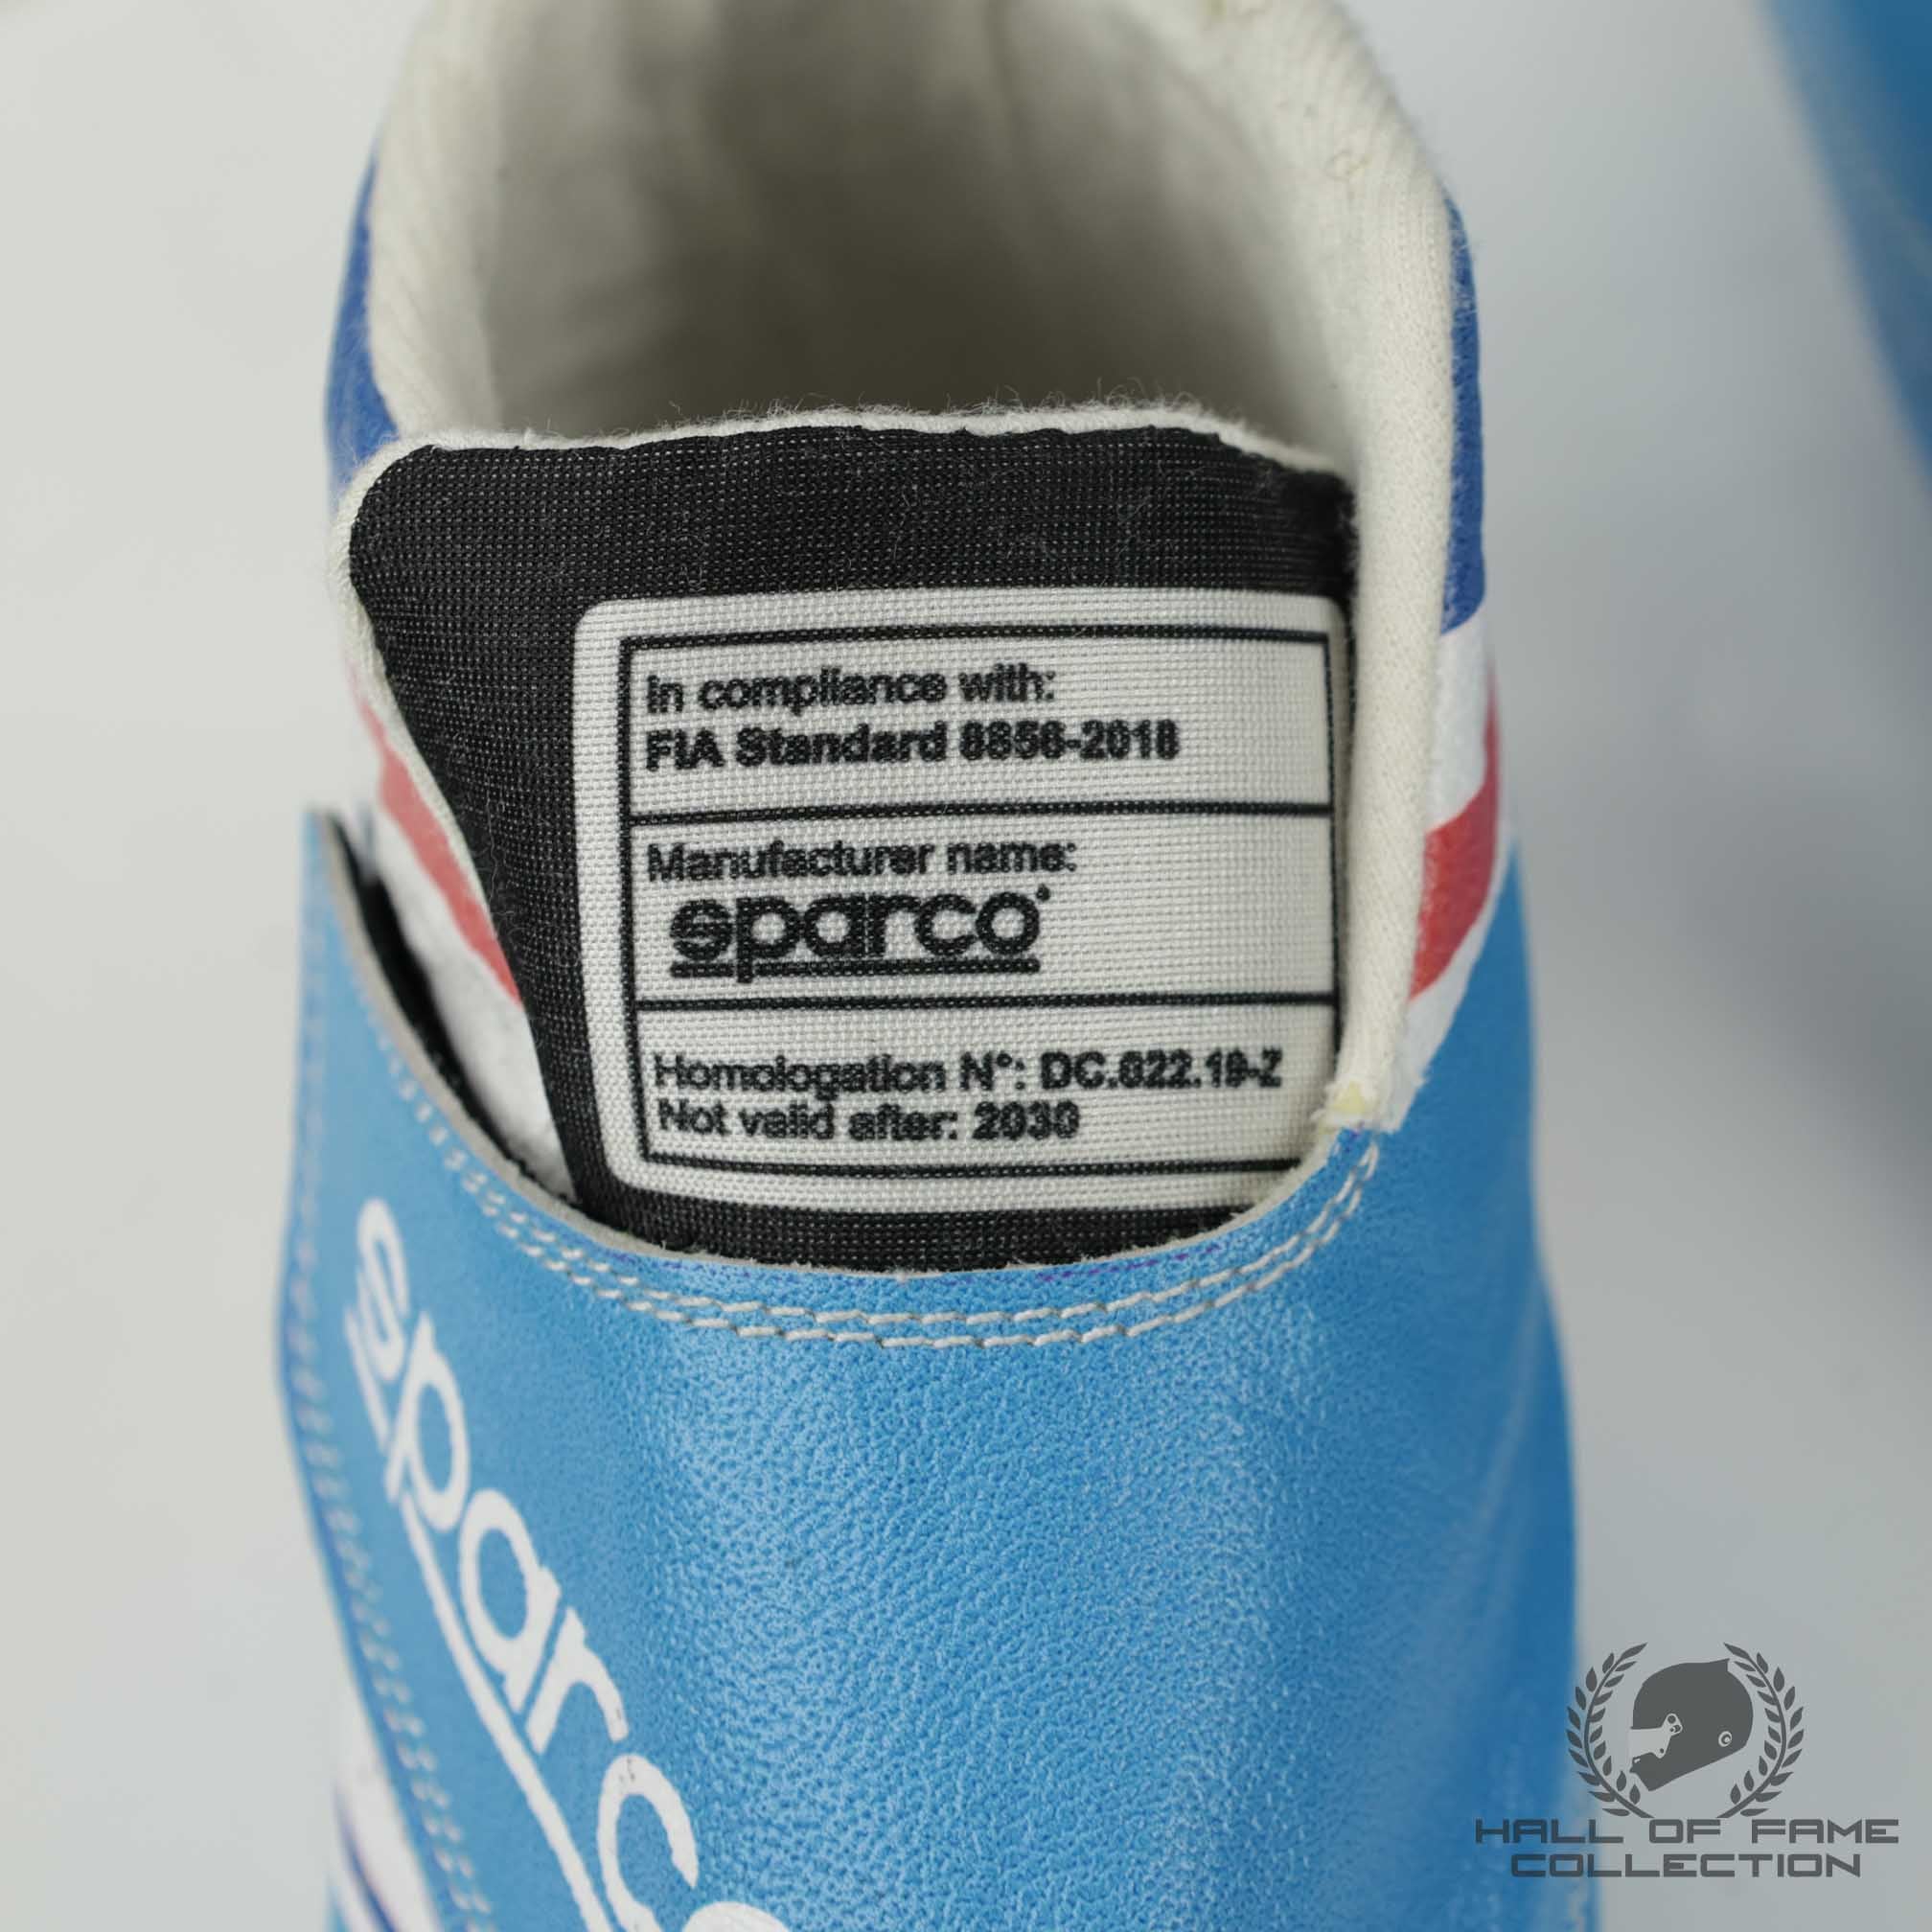 In compliance with:
FIA Standard 8856-2018
Manufacturer name:
sparco
Homologation N°: DC.622.19-Z
Not valid after: 2030
sparco
HALL OF FAME
COLLECTION